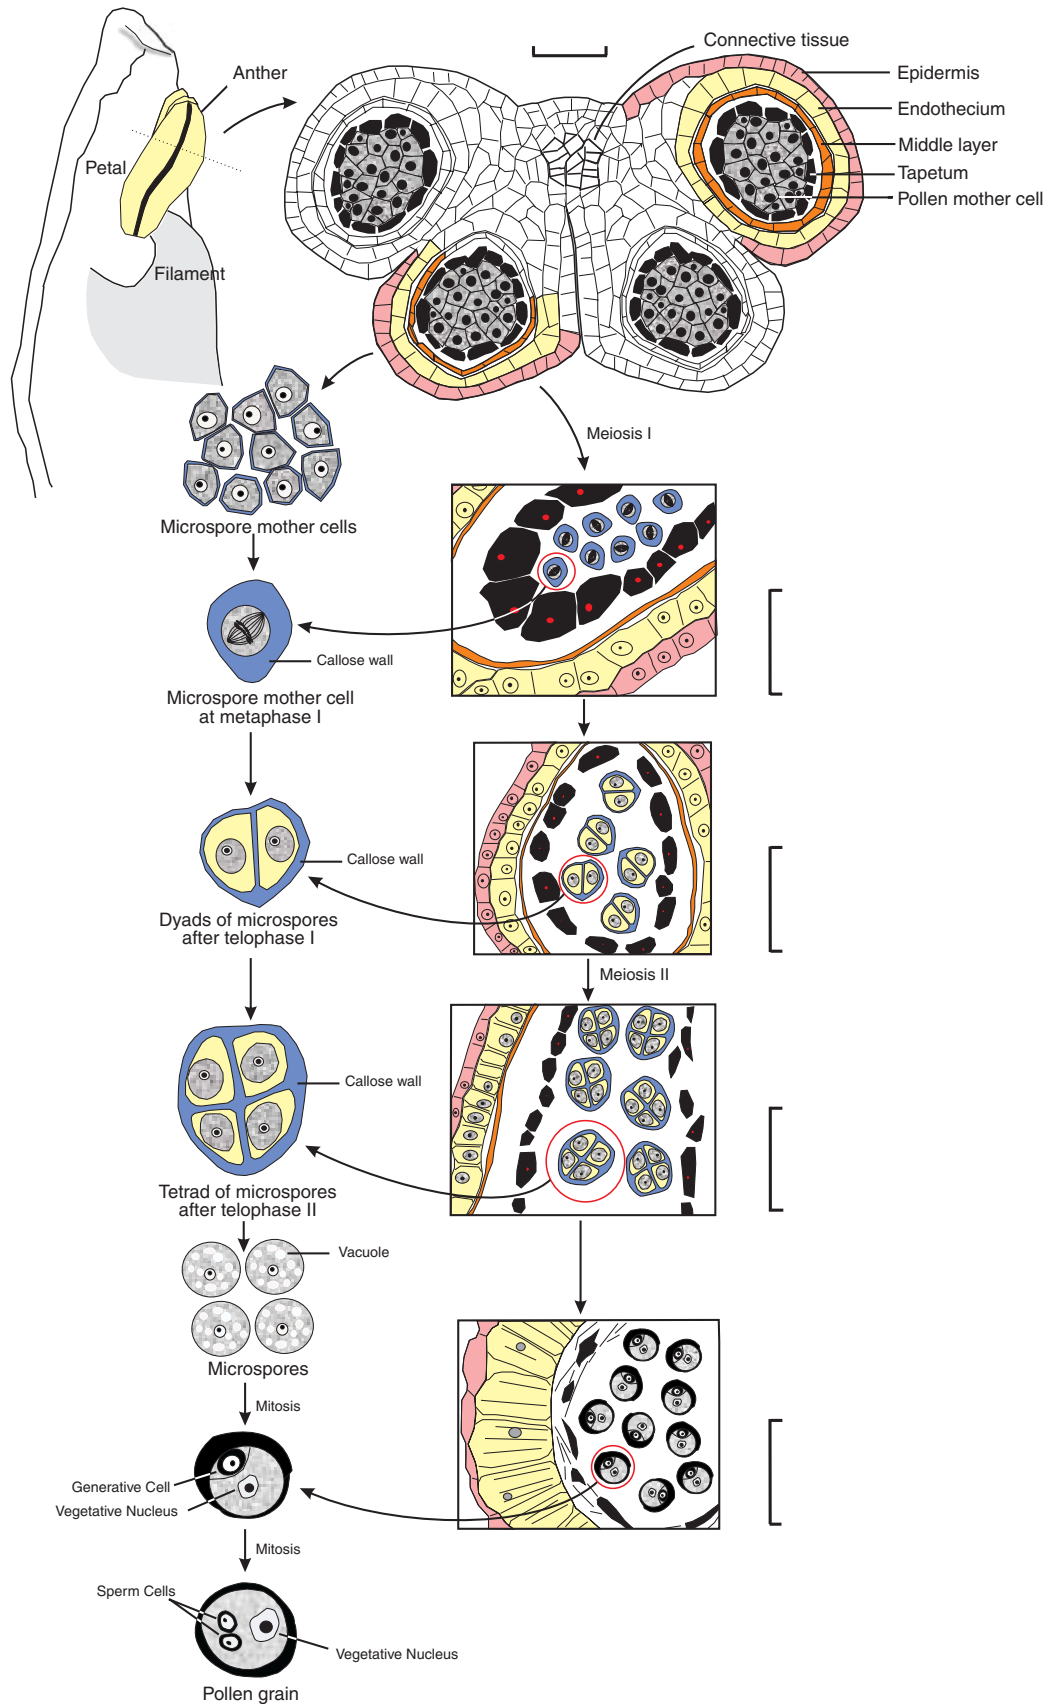 Connective tissue
Anther
Epidermis
Endothecium
Middle layer
Petal
Tapetum
Pollen mother cell
Filament
Meiosis I
Microspore mother cells
Callose wall
Microspore mother cell
at metaphase I
Callose wall
Dyads of microspores
after telophase I
Meiosis II
Callose wall
Tetrad of microspores
after telophase II
Vacuole
Microspores
Mitosis
Generative Cell
Vegetative Nucleus
Mitosis
Sperm Cells
Vegetative Nucleus
Pollen grain